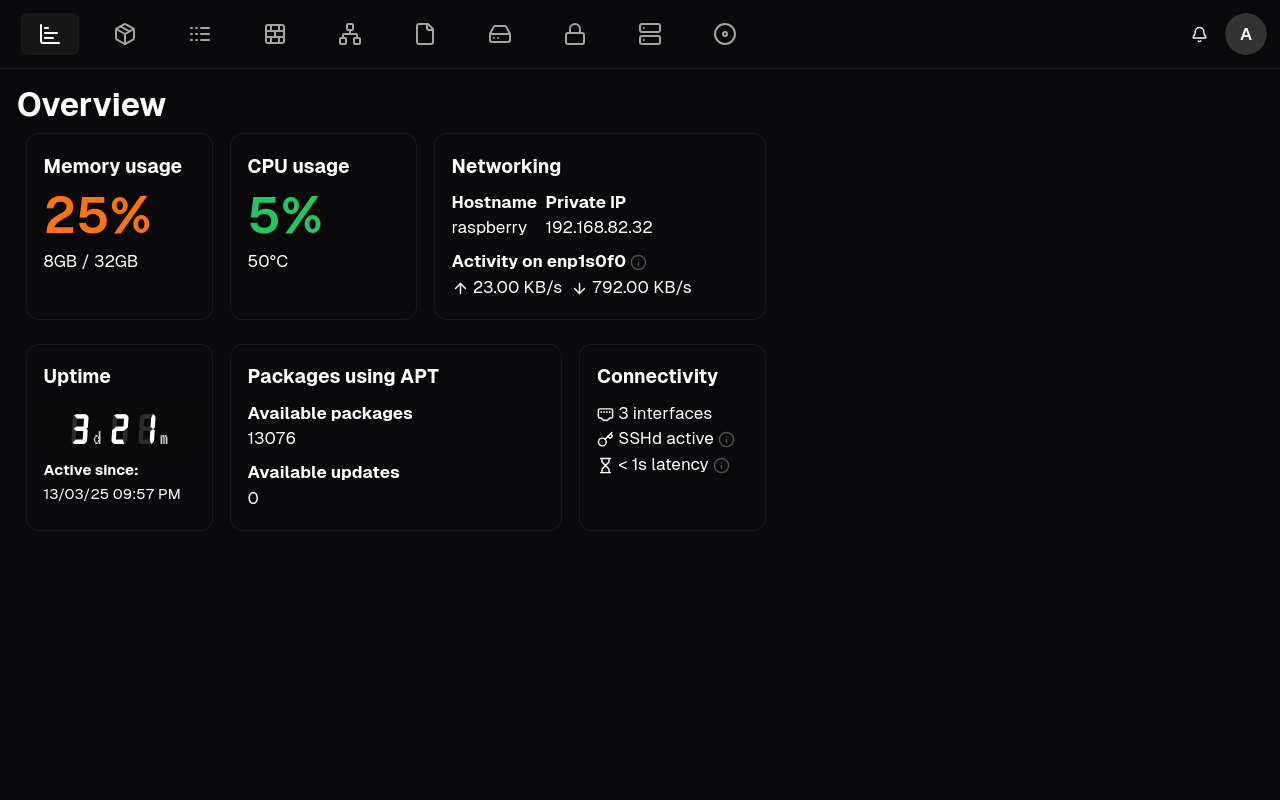 A
Overview
Memory usage
25%
8GB / 32GB
CPU usage
5%
50°C
Networking
Hostname Private IP
raspberry 192.168.82.32
Activity on enp1s0f0
23.00 KB/s 792.00 KB/s
Uptime
3d 21m
Active since:
13/03/25 09:57 PM
Packages using APT
Available packages
13076
Available updates
0
Connectivity
3 interfaces
SSHd active
< 1s latency